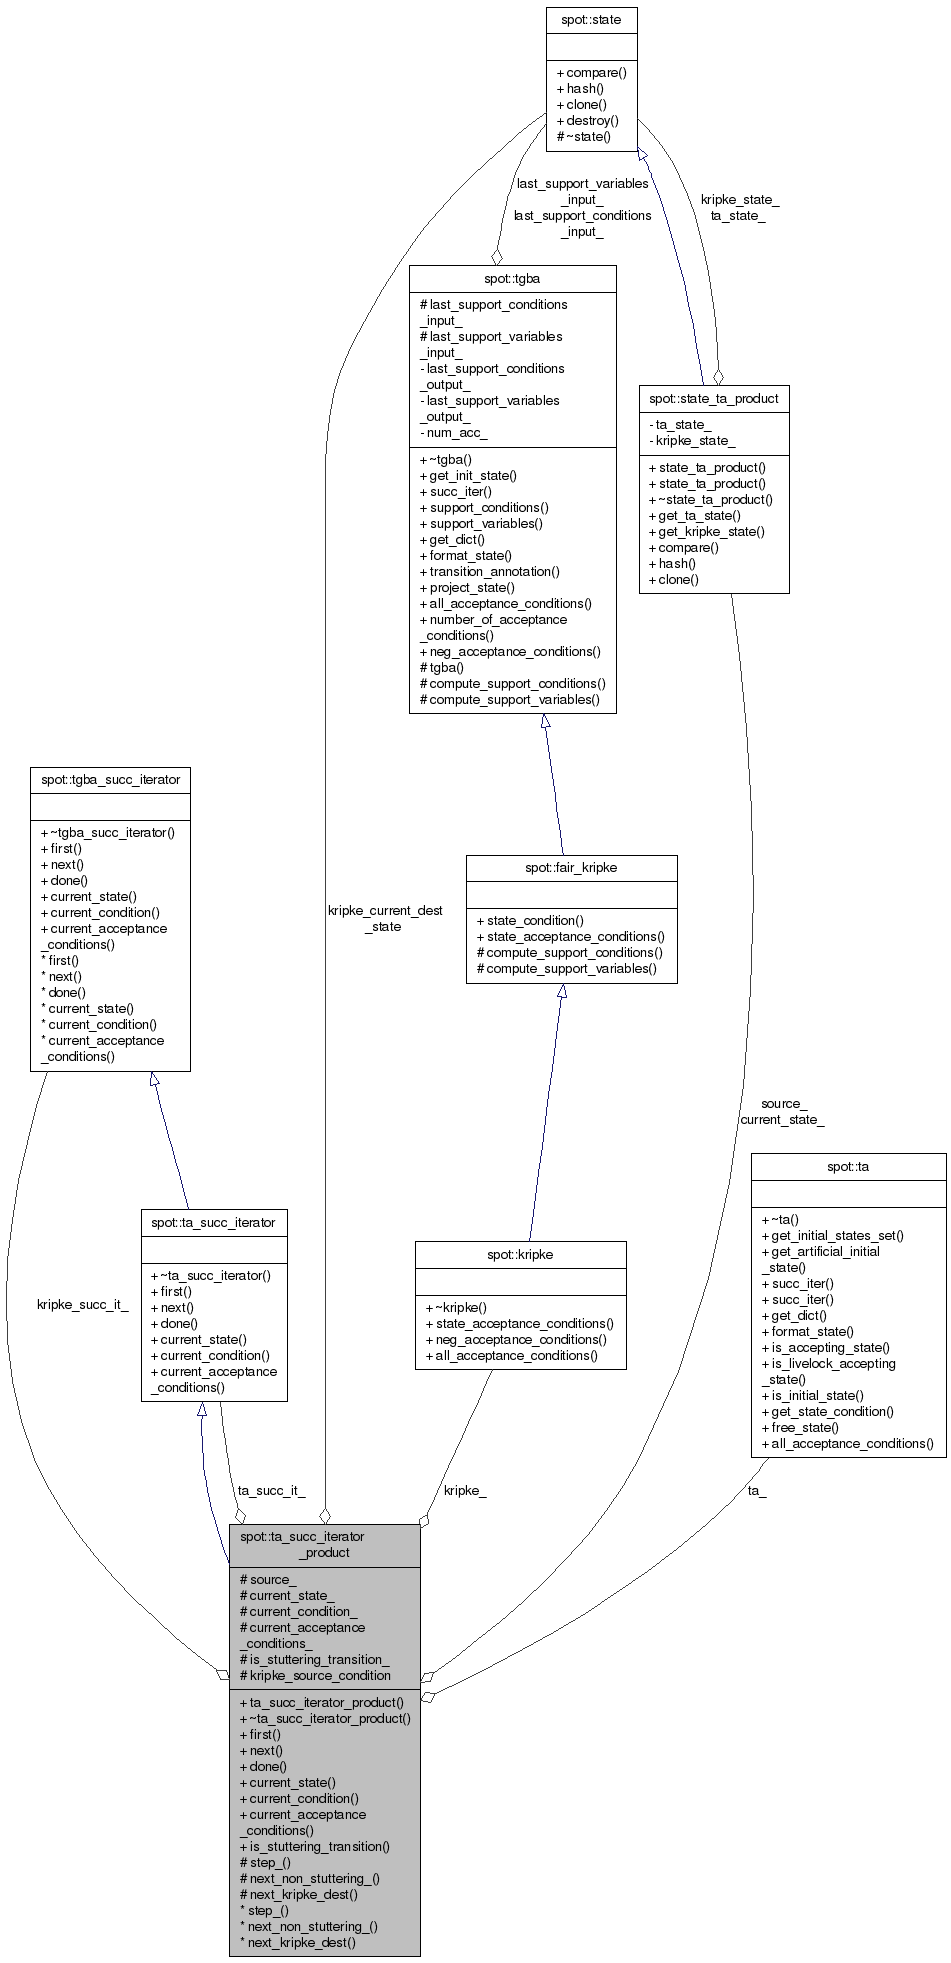 spot::state
+ compare()
+ hash()
+ clone()
+ destroy()
# ~state()
last_support_variables
_input_
last_support_conditions
_input_
kripke_state_
ta_state_
spot::tgba
# last_support_conditions
_input_
# last_support_variables
_input_
- last_support_conditions
_output_
- last_support_variables
_output_
- num_acc_
+ ~tgba()
+ get_init_state()
+ succ_iter()
+ support_conditions()
+ support_variables()
+ get_dict()
+ format_state()
+ transition_annotation()
+ project_state()
+ all_acceptance_conditions()
+ number_of_acceptance
_conditions()
+ neg_acceptance_conditions()
# tgba()
# compute_support_conditions()
# compute_support_variables()
spot::state_ta_product
- ta_state_
- kripke_state_
+ state_ta_product()
+ state_ta_product()
+ ~state_ta_product()
+ get_ta_state()
+ get_kripke_state()
+ compare()
+ hash()
+ clone()
spot::tgba_succ_iterator
+ ~tgba_succ_iterator()
+ first()
+ next()
+ done()
+ current_state()
+ current_condition()
+ current_acceptance
_conditions()
* first()
* next()
* done()
* current_state()
* current_condition()
* current_acceptance
_conditions()
kripke_current_dest
_state
spot::fair_kripke
+ state_condition()
+ state_acceptance_conditions()
# compute_support_conditions()
# compute_support_variables()
source_
current_state_
spot::ta
+ ~ta()
+ get_initial_states_set()
+ get_artificial_initial
_state()
+ succ_iter()
+ succ_iter()
+ get_dict()
+ format_state()
+ is_accepting_state()
+ is_livelock_accepting
_state()
+ is_initial_state()
+ get_state_condition()
+ free_state()
+ all_acceptance_conditions()
spot::ta_succ_iterator
+ ~ta_succ_iterator()
+ first()
+ next()
+ done()
+ current_state()
+ current_condition()
+ current_acceptance
_conditions()
kripke_succ_it_
spot::kripke
+ ~kripke()
+ state_acceptance_conditions()
+ neg_acceptance_conditions()
+ all_acceptance_conditions()
ta_succ_it_
kripke_
ta_
spot::ta_succ_iterator
_product
# source_
# current_state_
# current_condition_
# current_acceptance
_conditions_
# is_stuttering_transition_
# kripke_source_condition
+ ta_succ_iterator_product()
+ ~ta_succ_iterator_product()
+ first()
+ next()
+ done()
+ current_state()
+ current_condition()
+ current_acceptance
_conditions()
+ is_stuttering_transition()
# step_()
# next_non_stuttering_()
# next_kripke_dest()
* step_()
* next_non_stuttering_()
* next_kripke_dest()